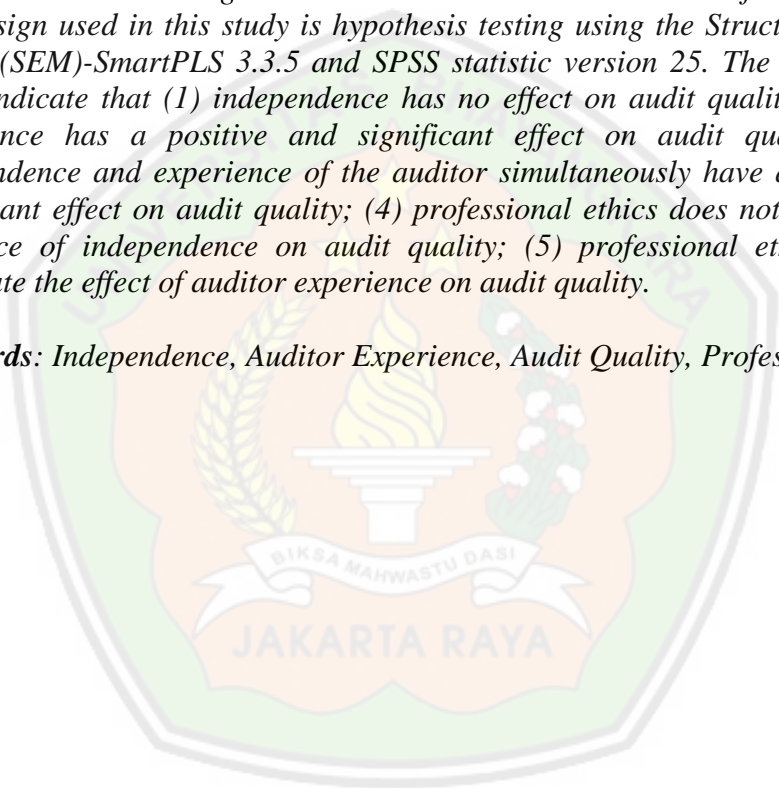 sign used in this study is hypothesis testing using the Struct
(SEM)-SmartPLS 3.3.5 and SPSS statistic version 25. The
ndicate that (1) independence has no effect on audit qualit
nce has a positive and significant effect on audit qua
ndence and experience of the auditor simultaneously have a
ant effect on audit quality; (4) professional ethics does not
ce of independence on audit quality; (5) professional et
te the effect of auditor experience on audit quality.
rds: Independence, Auditor Experience, Audit Quality, Profes
UNIVERSITAS BHAYANGKARA
BIKSA MAHWASTU DASI
JAKARTA RAYA